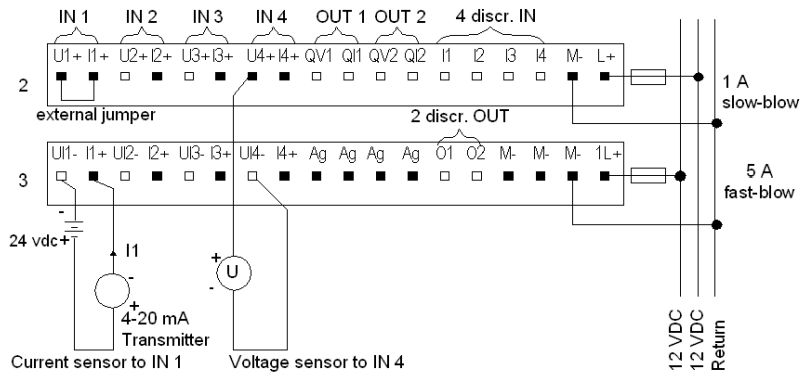 IN 1 IN 2 IN 3 IN 4 OUT 1 OUT 2 4 discr. IN
U1+ I1+ U2+ I2+ U3+ I3+ U4+ I4+ QV1 QI1 QV2 QI2 I1 I2 I3 I4 M- L+
2
external jumper
1 A
slow-blow
2 discr. OUT
UI1- I1+ UI2- I2+ UI3- I3+ UI4- I4+ Ag Ag Ag Ag O1 O2 M- M- M- 1L+
3
5 A
fast-blow
-
24 vdc +
I1
-
+
4-20 mA
Transmitter
+
U
-
Current sensor to IN 1
Voltage sensor to IN 4
12 VDC
12 VDC
Return